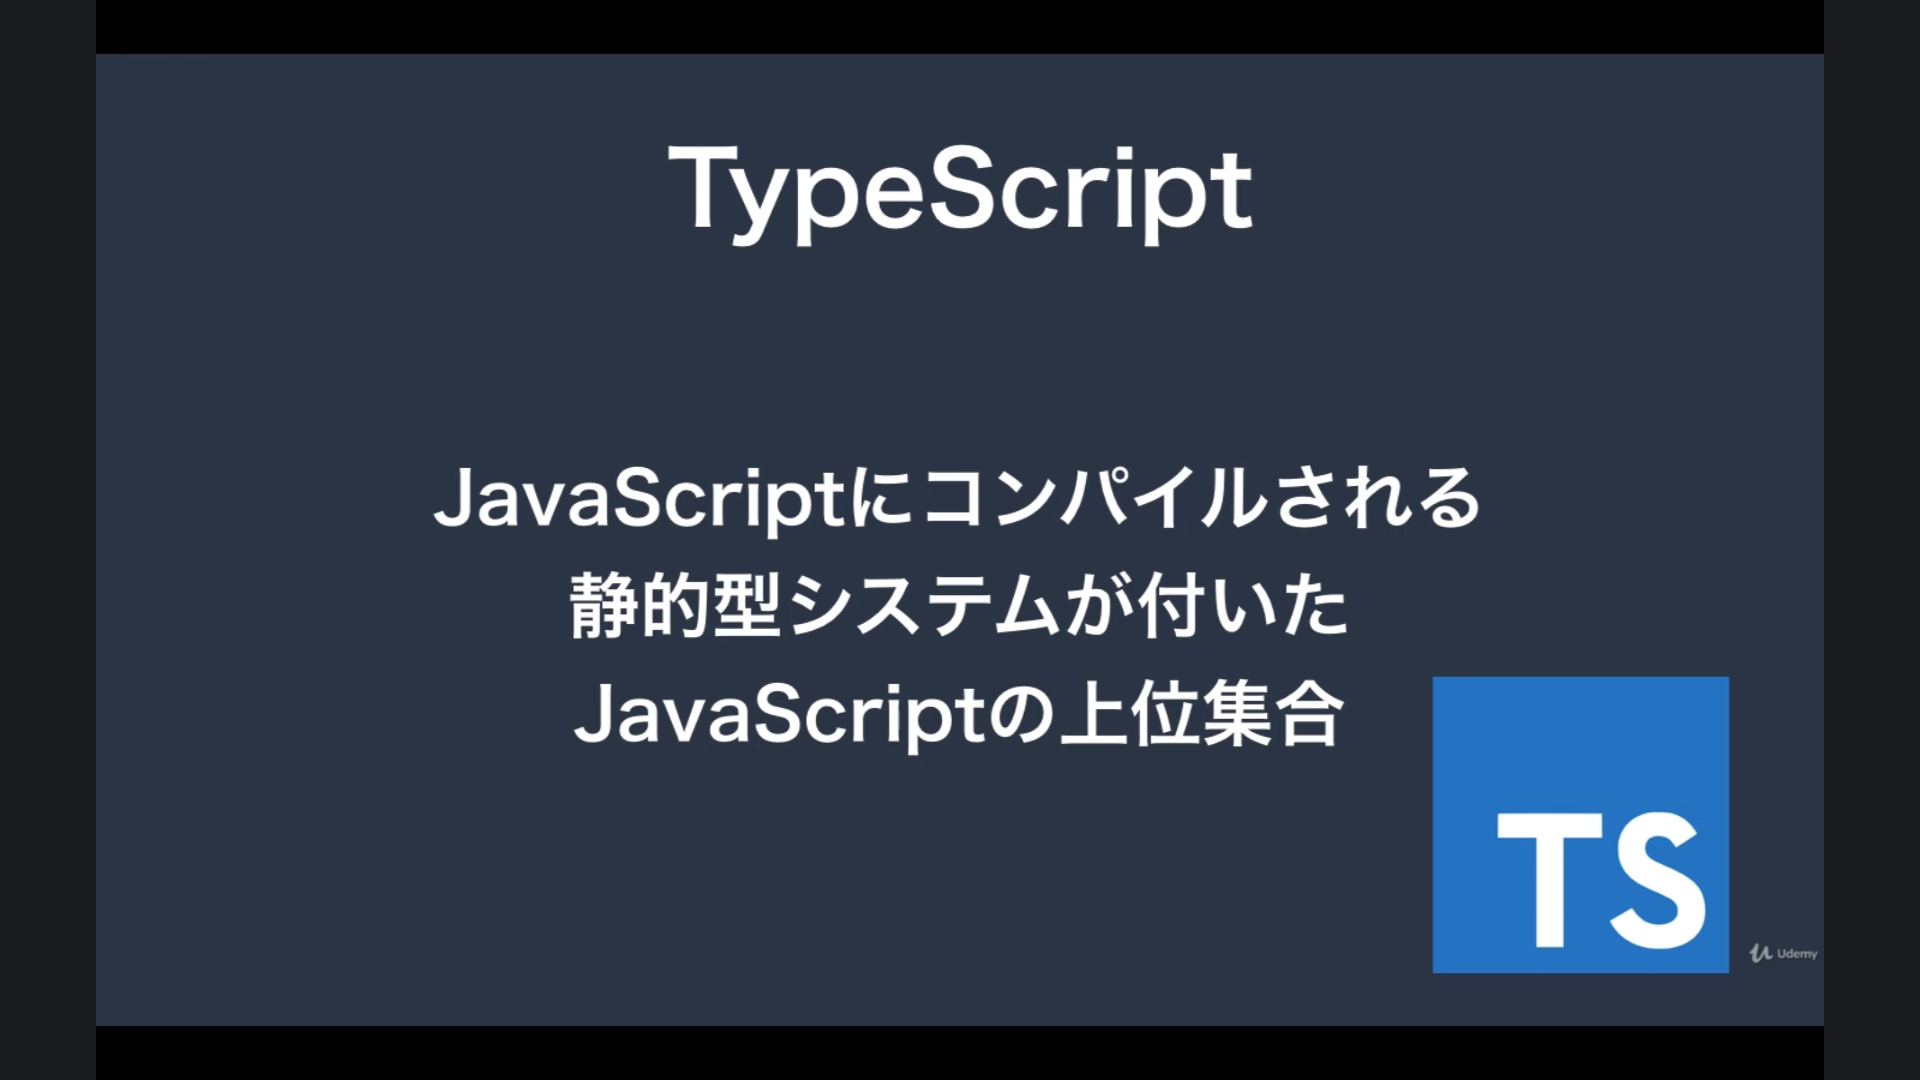 TypeScript
JavaScriptにコンパイルされる
静的型システムが付いた
JavaScriptの上位集合
TS
Udemy